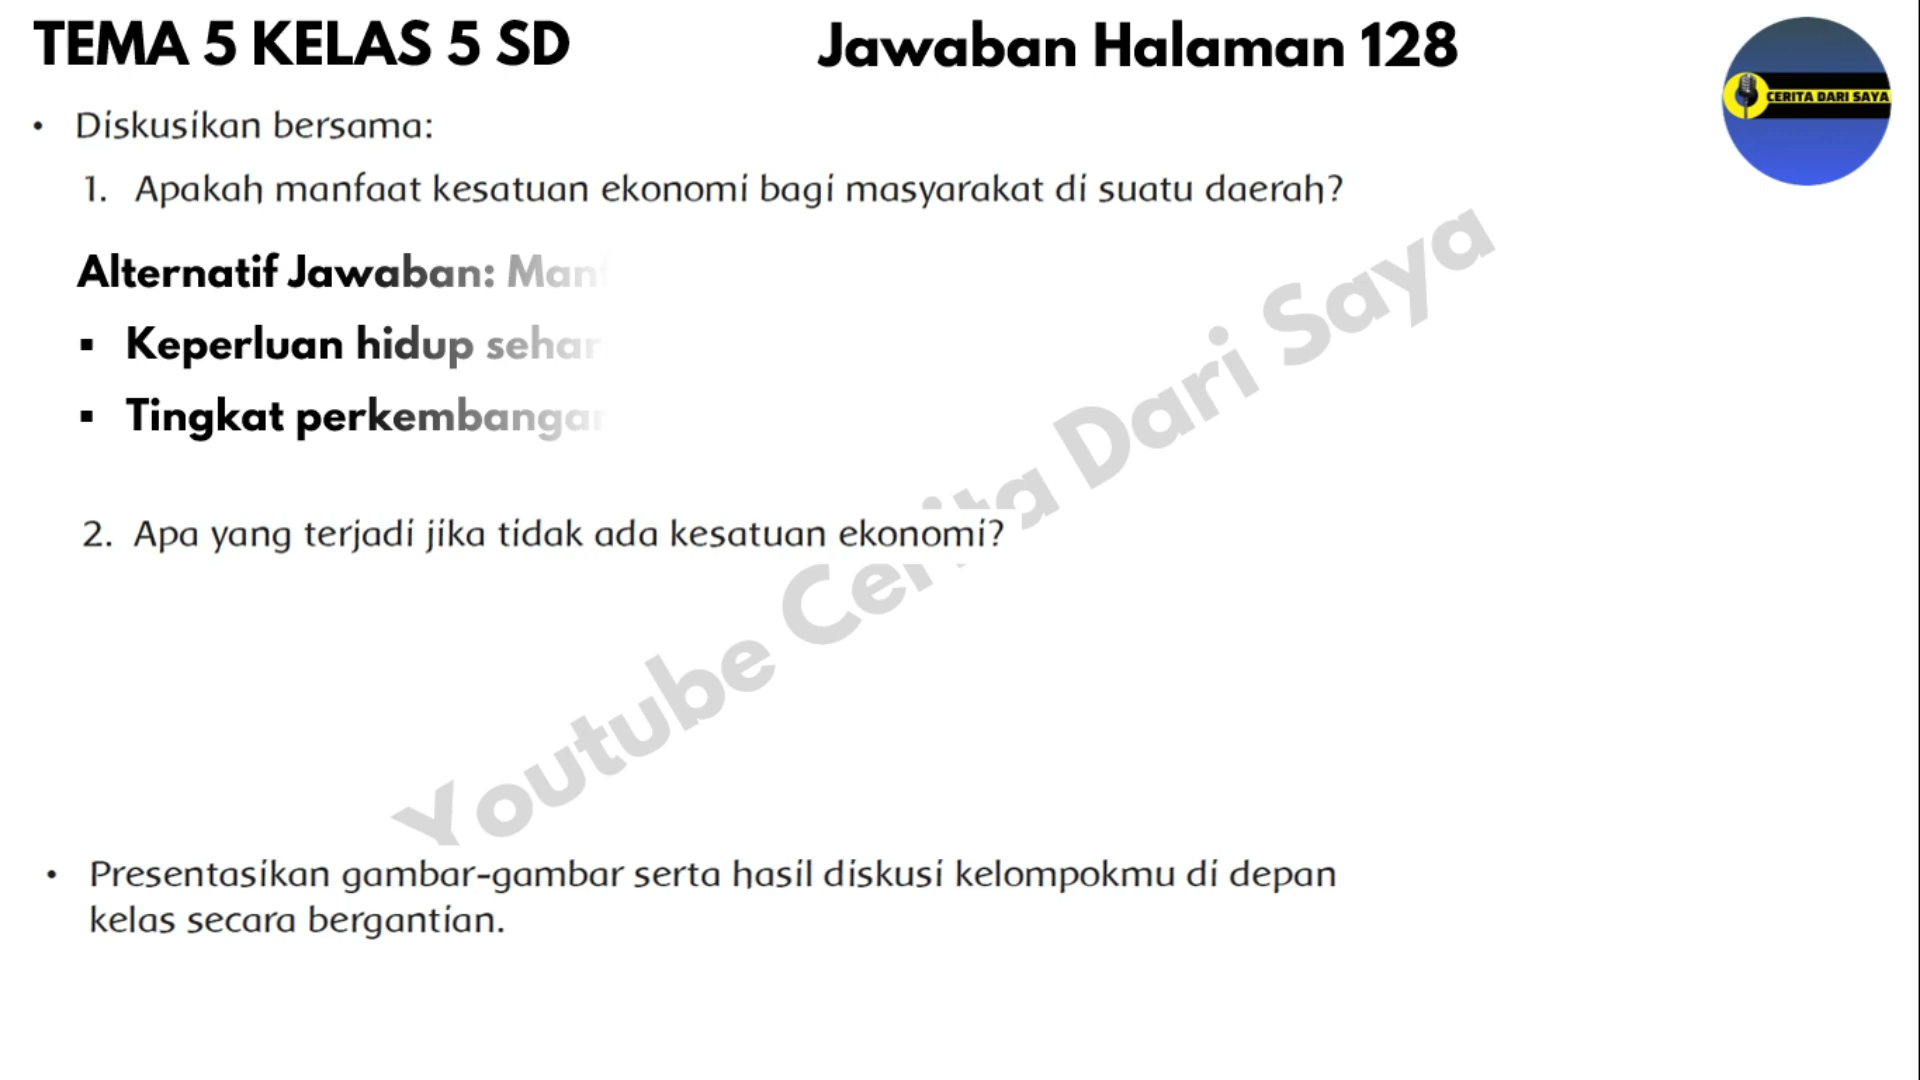 TEMA 5 KELAS 5 SD
Jawaban Halaman 128
CERITA DARI SAYA
• Diskusikan bersama:
1. Apakah manfaat kesatuan ekonomi bagi masyarakat di suatu daerah?
Alternatif Jawaban:
▪ Keperluan hidup
▪ Tingkat
2. Apa yang terjadi jika tidak ada kesatuan ekonomi?
Youtube Cerita Dari Saya
• Presentasikan gambar-gambar serta hasil diskusi kelompokmu di depan
kelas secara bergantian.